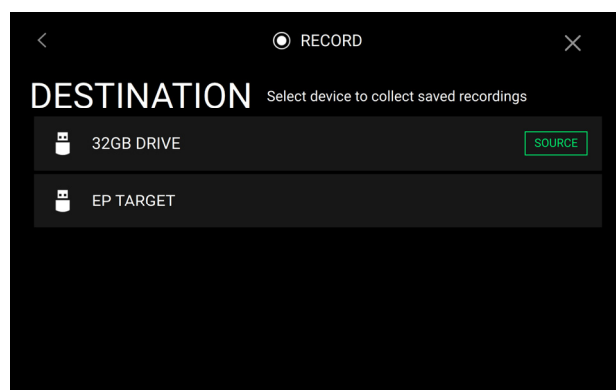 RECORD
DESTINATION Select device to collect saved recordings
32GB DRIVE SOURCE
EP TARGET